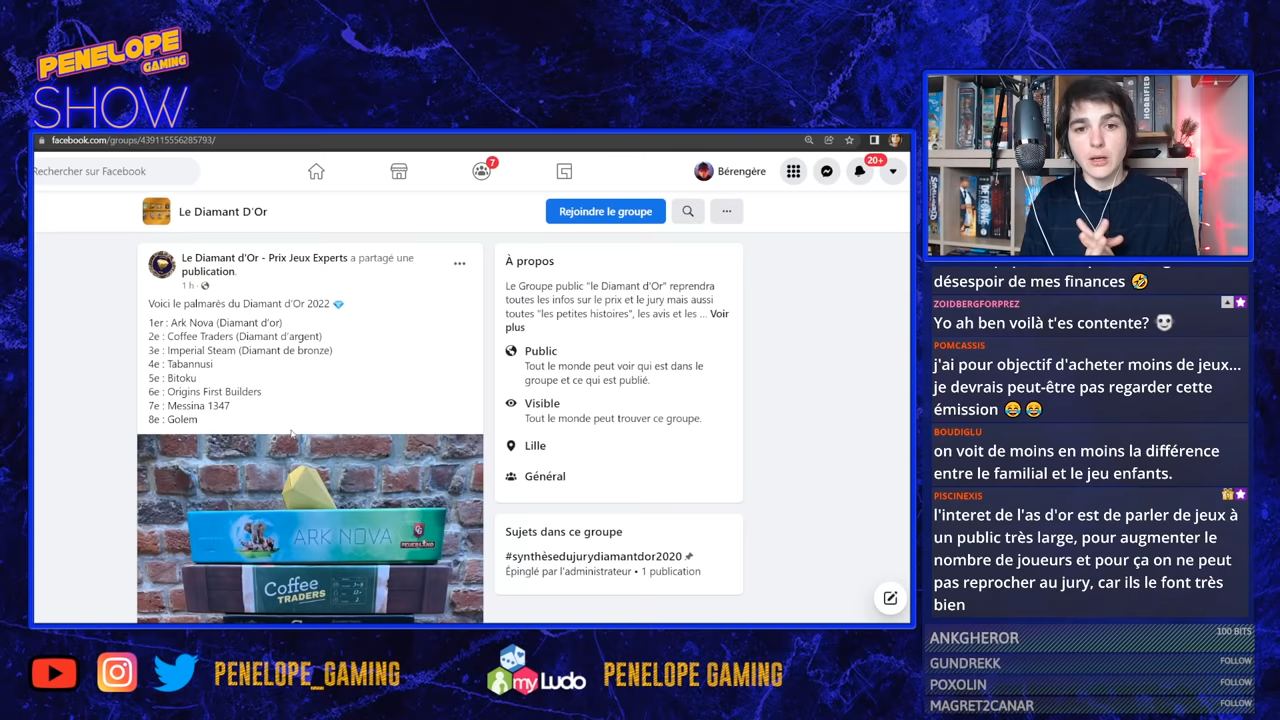 PENELOPE
GAMING
SHOW
facebook.com/groups/439115556285793/
Rechercher sur Facebook
7
Bérengère
20+
Le Diamant D'Or
Rejoindre le groupe
Le Diamant d'Or - Prix Jeux Experts a partagé une
publication.
1 h
Voici le palmarès du Diamant d'Or 2022 💎
1er : Ark Nova (Diamant d'or)
2e : Coffee Traders (Diamant d'argent)
3e : Imperial Steam (Diamant de bronze)
4e : Tabannusi
5e : Bitoku
6e : Origins First Builders
7e : Messina 1347
8e : Golem
ARK NOVA
FEUERLAND
Coffee
TRADERS
À propos
Le Groupe public "le Diamant d'Or" reprendra
toutes les infos sur le prix et le jury mais aussi
toutes "les petites histoires", les avis et les ... Voir
plus
Public
Tout le monde peut voir qui est dans le
groupe et ce qui est publié.
Visible
Tout le monde peut trouver ce groupe.
Lille
Général
Sujets dans ce groupe
#synthèsedujurydiamantdor2020
Épinglé par l'administrateur • 1 publication
HORRIFIED
DETECTIVE
désespoir de mes finances 🤣
ZOIDBERGFORPREZ
Yo ah ben voilà t'es contente?
POMCASSIS
j'ai pour objectif d'acheter moins de jeux...
je devrais peut-être pas regarder cette
émission 😂 😂
BOUDIGLU
on voit de moins en moins la différence
entre le familial et le jeu enfants.
PISCINEXIS
l'interet de l'as d'or est de parler de jeux à
un public très large, pour augmenter le
nombre de joueurs et pour ça on ne peut
pas reprocher au jury, car ils le font très
bien
ANKGHEROR 100 BITS
GUNDREKK FOLLOW
POXOLIN FOLLOW
MAGRET2CANAR FOLLOW
PENELOPE_GAMING
myLudo
PENELOPE GAMING